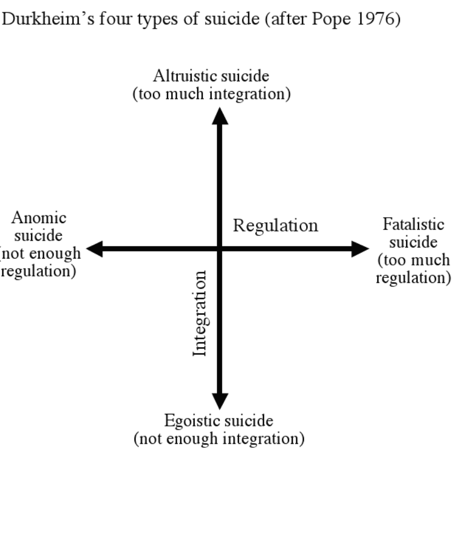 Durkheim's four types of suicide (after Pope 1976)
Altruistic suicide
(too much integration)
Regulation
Anomic
suicide
(not enough
regulation)
Fatalistic
suicide
(too much
regulation)
Integration
Egoistic suicide
(not enough integration)